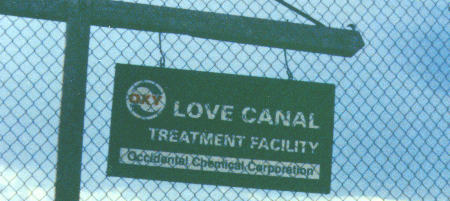 OXY
LOVE CANAL
TREATMENT FACILITY
Occidental Chemical Corporation